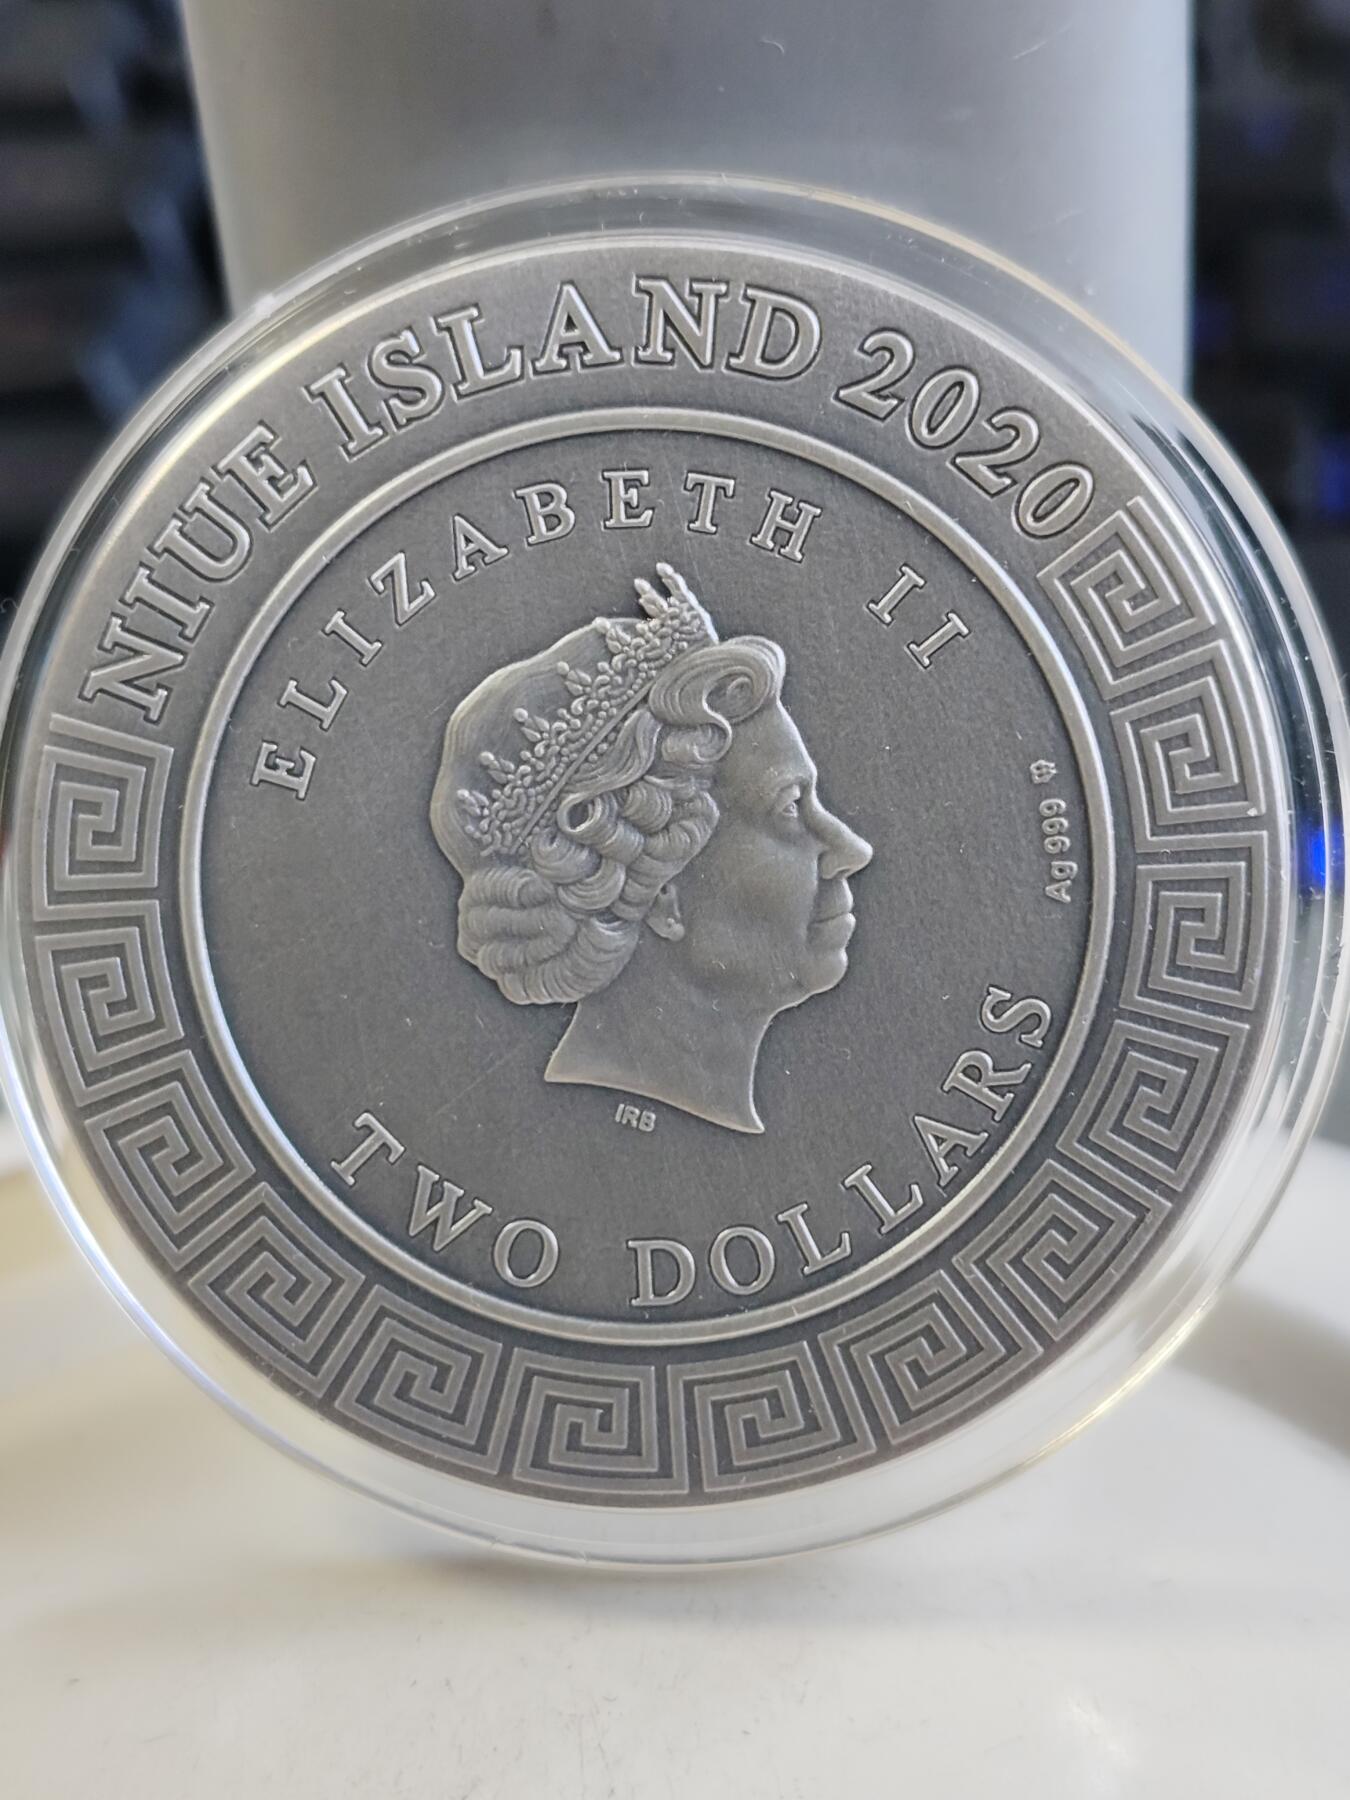 NIUE ISLAND 2020
ELIZABETH II
Ag 999
IRB
TWO DOLLARS